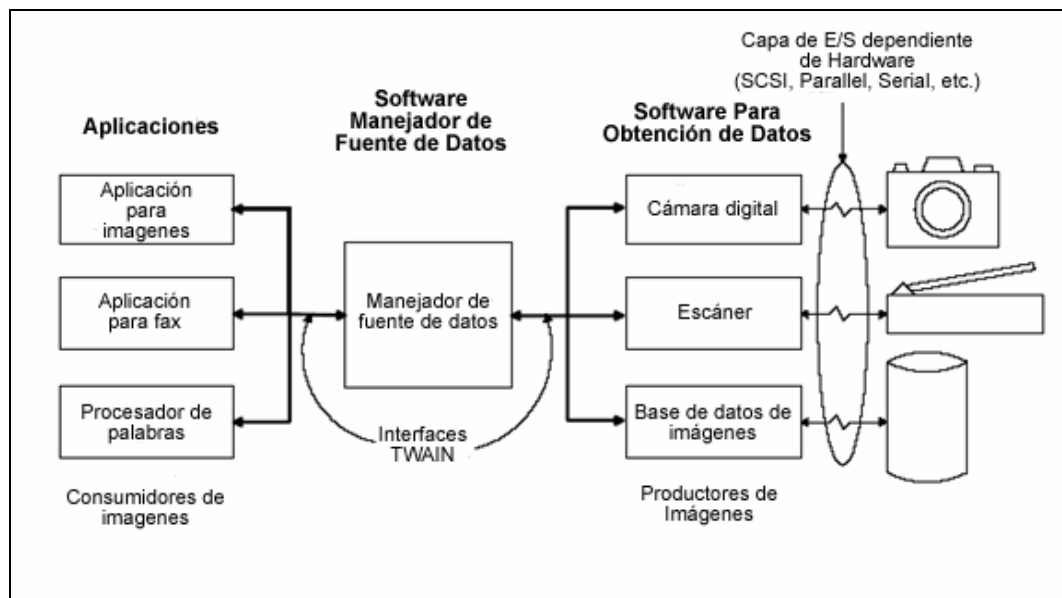 Capa de E/S dependiente
de Hardware
(SCSI, Parallel, Serial, etc.)
Aplicaciones
Software
Manejador de
Fuente de Datos
Software Para
Obtención de Datos
Aplicación
para
imagenes
Aplicación
para fax
Procesador de
palabras
Manejador de
fuente de datos
Cámara digital
Escáner
Base de datos de
imágenes
Interfaces
TWAIN
Consumidores de
imagenes
Productores de
Imágenes